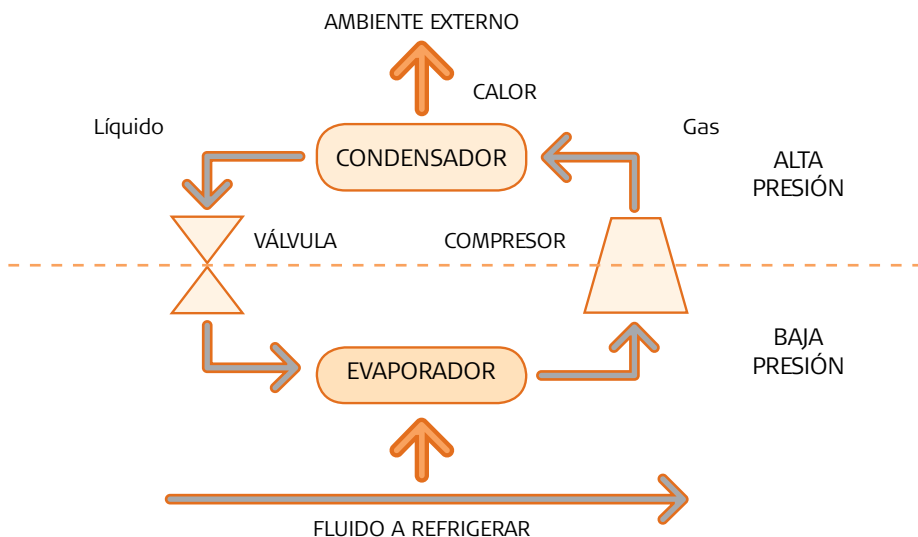 AMBIENTE EXTERNO
CALOR
Líquido
Gas
CONDENSADOR
ALTA
PRESIÓN
VÁLVULA
COMPRESOR
BAJA
PRESIÓN
EVAPORADOR
FLUIDO A REFRIGERAR